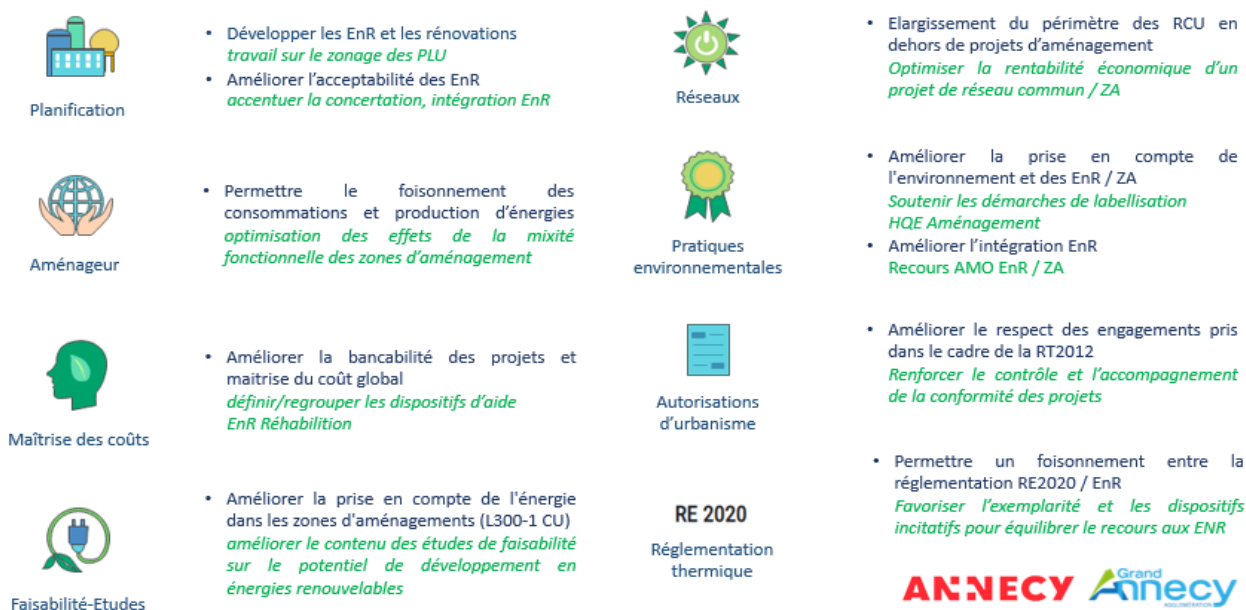 Planification
• Développer les EnR et les rénovations
travail sur le zonage des PLU
• Améliorer l'acceptabilité des EnR
accentuer la concertation, intégration EnR
Aménageur
• Permettre le foisonnement des
consommations et production d'énergies
optimisation des effets de la mixité
fonctionnelle des zones d'aménagement
Maîtrise des coûts
• Améliorer la bancabilité des projets et
maitrise du coût global
définir/regrouper les dispositifs d'aide
EnR Réhabilition
Faisabilité-Etudes
• Améliorer la prise en compte de l'énergie
dans les zones d'aménagements (L300-1 CU)
améliorer le contenu des études de faisabilité
sur le potentiel de développement en
énergies renouvelables
Réseaux
• Elargissement du périmètre des RCU en
dehors de projets d'aménagement
Optimiser la rentabilité économique d'un
projet de réseau commun / ZA
Pratiques
environnementales
• Améliorer la prise en compte de
l'environnement et des EnR / ZA
Soutenir les démarches de labellisation
HQE Aménagement
• Améliorer l'intégration EnR
Recours AMO EnR / ZA
Autorisations
d'urbanisme
• Améliorer le respect des engagements pris
dans le cadre de la RT2012
Renforcer le contrôle et l'accompagnement
de la conformité des projets
RE 2020
Réglementation
thermique
• Permettre un foisonnement entre la
réglementation RE2020 / EnR
Favoriser l'exemplarité et les dispositifs
incitatifs pour équilibrer le recours aux ENR
ANNECY
Grand
Annecy
AGGLOMÉRATION